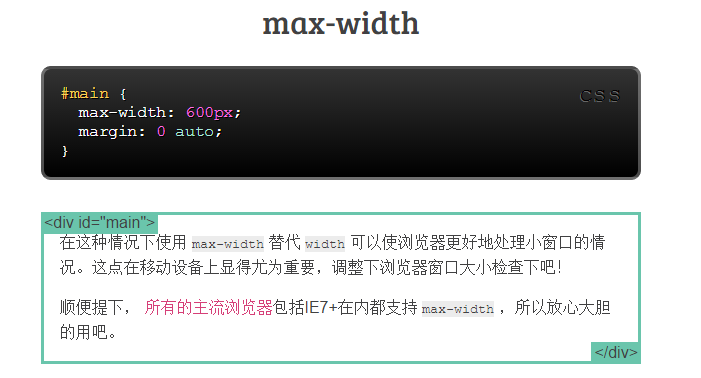 max-width
CSS
#main {
max-width: 600px;
margin: 0 auto;
}
<div id="main">
在这种情况下使用 max-width 替代 width 可以使浏览器更好地处理小窗口的情
况。这点在移动设备上显得尤为重要，调整下浏览器窗口大小检查下吧！
顺便提下， 所有的主流浏览器包括IE7+在内都支持 max-width ，所以放心大胆
的用吧。
</div>